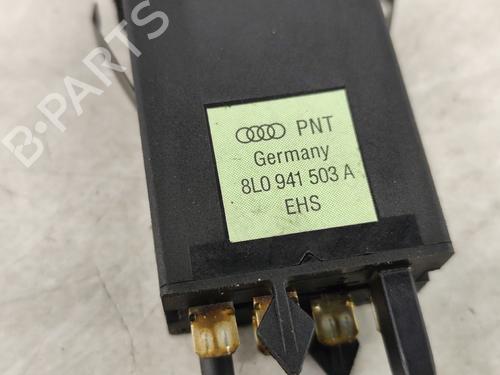 B-PARTS
PNT
Germany
8L0 941 503 A
EHS